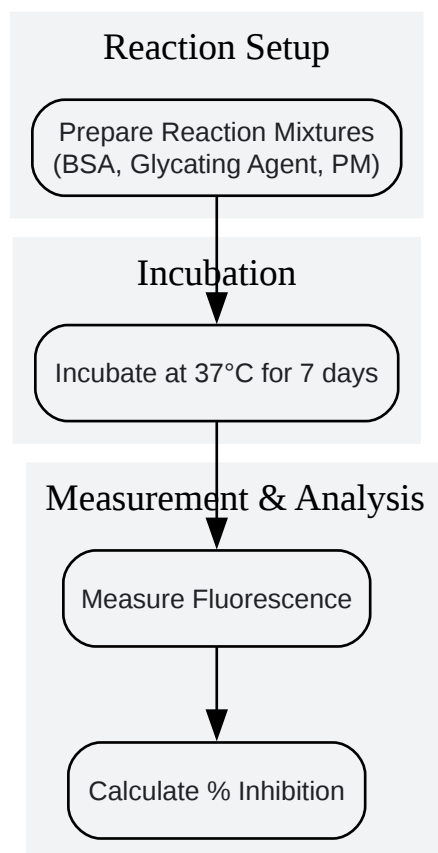 Reaction Setup
Prepare Reaction Mixtures
(BSA, Glycating Agent, PM)
Incubation
Incubate at 37°C for 7 days
Measurement & Analysis
Measure Fluorescence
Calculate % Inhibition